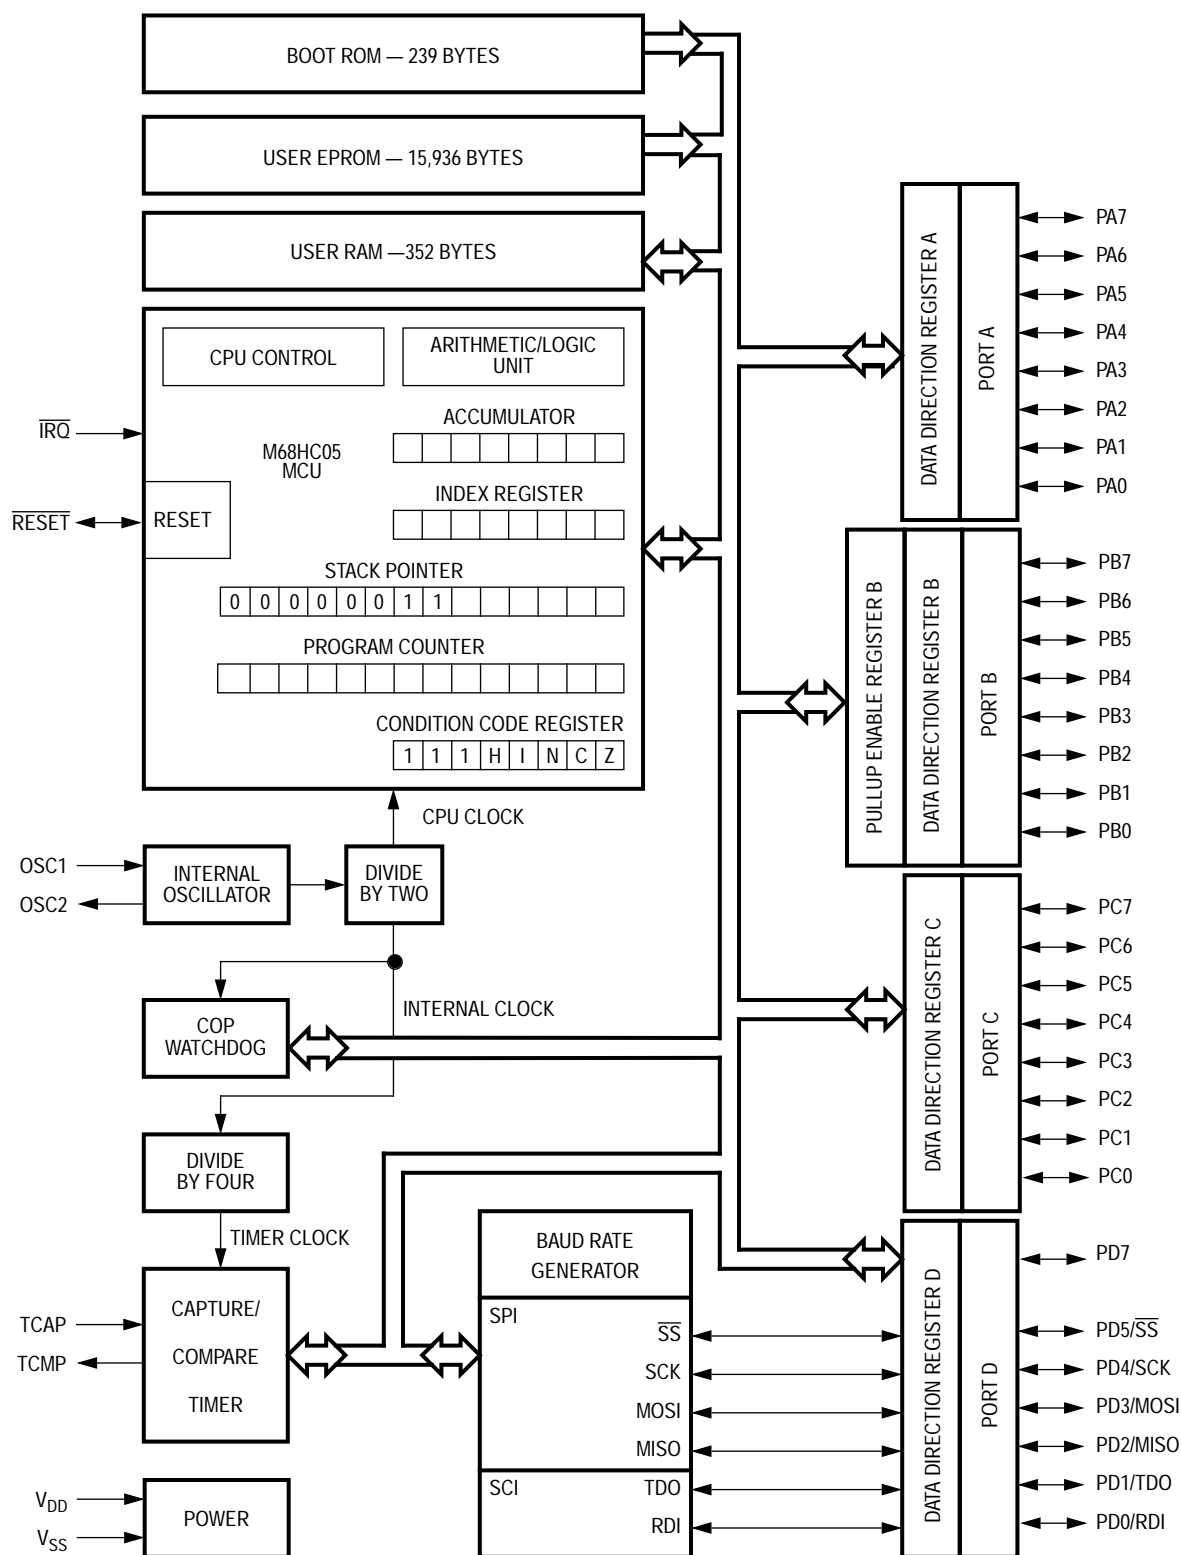 BOOT ROM — 239 BYTES
USER EPROM — 15,936 BYTES
USER RAM —352 BYTES
CPU CONTROL
ARITHMETIC/LOGIC
UNIT
ACCUMULATOR
M68HC05
MCU
INDEX REGISTER
IRQ
RESET
RESET
STACK POINTER
0 0 0 0 0 0 1 1
PROGRAM COUNTER
CONDITION CODE REGISTER
1 1 1 H I N C Z
CPU CLOCK
OSC1
OSC2
INTERNAL
OSCILLATOR
DIVIDE
BY TWO
INTERNAL CLOCK
COP
WATCHDOG
DIVIDE
BY FOUR
TIMER CLOCK
TCAP
TCMP
CAPTURE/
COMPARE
TIMER
V_DD
V_SS
POWER
BAUD RATE
GENERATOR
SPI
SS
SCK
MOSI
MISO
SCI
TDO
RDI
DATA DIRECTION REGISTER A
PORT A
PA7
PA6
PA5
PA4
PA3
PA2
PA1
PA0
PULLUP ENABLE REGISTER B
DATA DIRECTION REGISTER B
PORT B
PB7
PB6
PB5
PB4
PB3
PB2
PB1
PB0
DATA DIRECTION REGISTER C
PORT C
PC7
PC6
PC5
PC4
PC3
PC2
PC1
PC0
DATA DIRECTION REGISTER D
PORT D
PD7
PD5/SS
PD4/SCK
PD3/MOSI
PD2/MISO
PD1/TDO
PD0/RDI